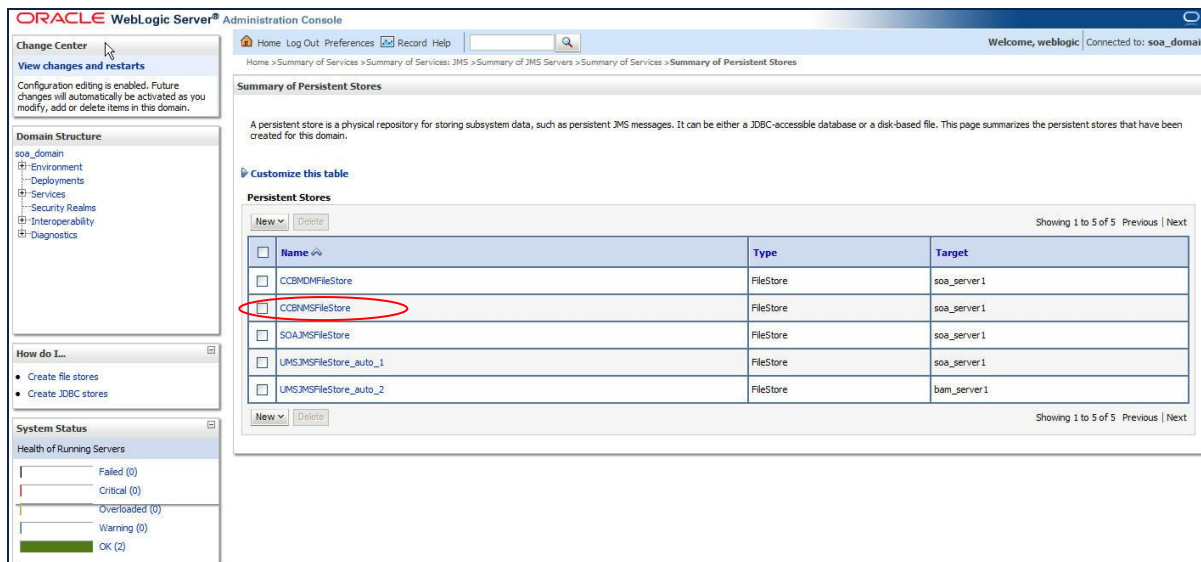 ORACLE WebLogic Server® Administration Console
Change Center
View changes and restarts
Configuration editing is enabled. Future
changes will automatically be activated as you
modify, add or delete items in this domain.
Domain Structure
soa_domain
Environment
Deployments
Services
Security Realms
Interoperability
Diagnostics
How do I...
Create file stores
Create JDBC stores
System Status
Health of Running Servers
Failed (0)
Critical (0)
Overloaded (0)
Warning (0)
OK (2)
Home Log Out Preferences Record Help
Welcome, weblogic Connected to: soa_domai
Home >Summary of Services >Summary of Services: JMS >Summary of JMS Servers >Summary of Services >Summary of Persistent Stores
Summary of Persistent Stores
A persistent store is a physical repository for storing subsystem data, such as persistent JMS messages. It can be either a JDBC-accessible database or a disk-based file. This page summarizes the persistent stores that have been
created for this domain.
Customize this table
Persistent Stores
New Delete Showing 1 to 5 of 5 Previous | Next
Name Type Target
CCBMDMFileStore FileStore soa_server1
CCBNMSFileStore FileStore soa_server1
SOAJMSFileStore FileStore soa_server1
UMSJMSFileStore_auto_1 FileStore soa_server1
UMSJMSFileStore_auto_2 FileStore bam_server1
New Delete Showing 1 to 5 of 5 Previous | Next